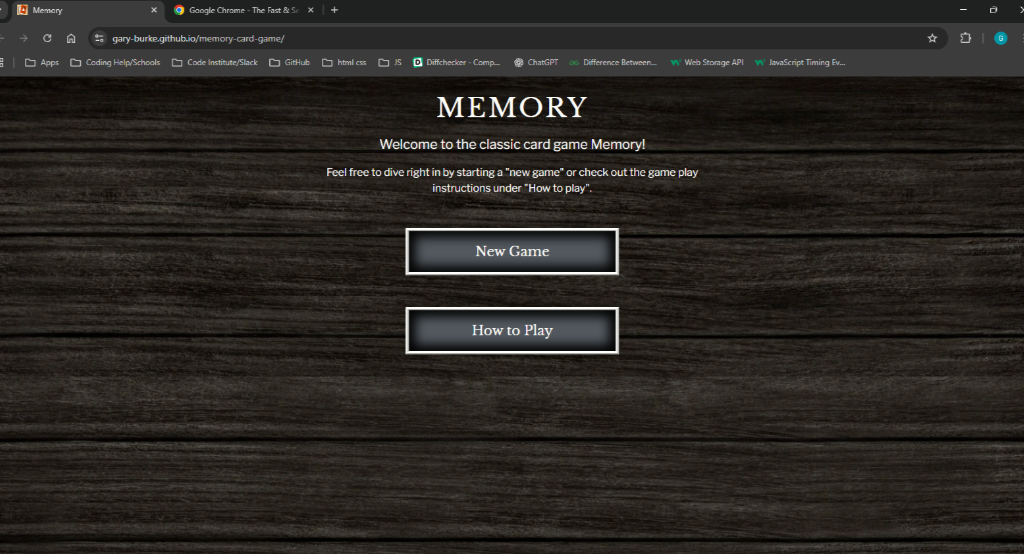 Memory
Google Chrome - The Fast & Se
gary-burke.github.io/memory-card-game/
G
Apps
Coding Help/Schools
Code Institute/Slack
GitHub
html css
JS
Diffchecker - Comp...
ChatGPT
Difference Between...
Web Storage API
JavaScript Timing Ev...
MEMORY
Welcome to the classic card game Memory!
Feel free to dive right in by starting a "new game" or check out the game play
instructions under "How to play".
New Game
How to Play